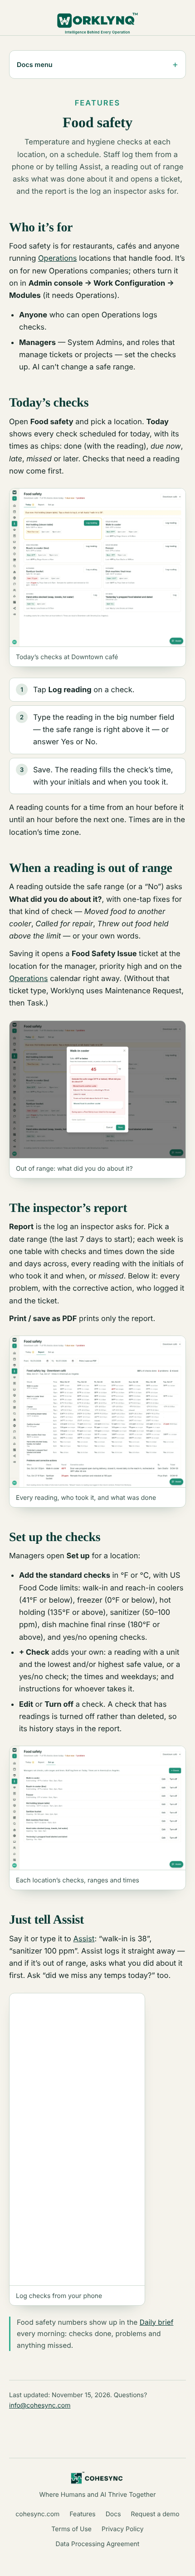 WORKLYNQ™
Intelligence Behind Every Operation
Docs menu
+
FEATURES
Food safety
Temperature and hygiene checks at each
location, on a schedule. Staff log them from a
phone or by telling Assist, a reading out of range
asks what was done about it and opens a ticket,
and the report is the log an inspector asks for.
Who it’s for
Food safety is for restaurants, cafés and anyone
running Operations locations that handle food. It’s
on for new Operations companies; others turn it
on in Admin console → Work Configuration →
Modules (it needs Operations).
• Anyone who can open Operations logs
checks.
• Managers — System Admins, and roles that
manage tickets or projects — set the checks
up. AI can’t change a safe range.
Today’s checks
Open Food safety and pick a location. Today
shows every check scheduled for today, with its
times as chips: done (with the reading), due now,
late, missed or later. Checks that need a reading
now come first.
Food safety
Today’s checks at Downtown café
1 Tap Log reading on a check.
2 Type the reading in the big number field
— the safe range is right above it — or
answer Yes or No.
3 Save. The reading fills the check’s time,
with your initials and when you took it.
A reading counts for a time from an hour before it
until an hour before the next one. Times are in the
location’s time zone.
When a reading is out of range
A reading outside the safe range (or a “No”) asks
What did you do about it?, with one-tap fixes for
that kind of check — Moved food to another
cooler, Called for repair, Threw out food held
above the limit — or your own words.
Saving it opens a Food Safety Issue ticket at the
location for the manager, priority high and on the
Operations calendar right away. (Without that
ticket type, Worklynq uses Maintenance Request,
then Task.)
Food safety
Out of range: what did you do about it?
The inspector’s report
Report is the log an inspector asks for. Pick a
date range (the last 7 days to start); each week is
one table with checks and times down the side
and days across, every reading with the initials of
who took it and when, or missed. Below it: every
problem, with the corrective action, who logged it
and the ticket.
Print / save as PDF prints only the report.
Food safety
Every reading, who took it, and what was done
Set up the checks
Managers open Set up for a location:
• Add the standard checks in °F or °C, with US
Food Code limits: walk-in and reach-in coolers
(41°F or below), freezer (0°F or below), hot
holding (135°F or above), sanitizer (50–100
ppm), dish machine final rinse (180°F or
above), and yes/no opening checks.
• + Check adds your own: a reading with a unit
and the lowest and/or highest safe value, or a
yes/no check; the times and weekdays; and
instructions for whoever takes it.
• Edit or Turn off a check. A check that has
readings is turned off rather than deleted, so
its history stays in the report.
Food safety
Each location’s checks, ranges and times
Just tell Assist
Say it or type it to Assist: “walk-in is 38”,
“sanitizer 100 ppm”. Assist logs it straight away —
and if it’s out of range, asks what you did about it
first. Ask “did we miss any temps today?” too.
Log checks from your phone
Food safety numbers show up in the Daily brief
every morning: checks done, problems and
anything missed.
Last updated: November 15, 2026. Questions?
info@cohesync.com
COHESYNC
Where Humans and AI Thrive Together
cohesync.com Features Docs Request a demo
Terms of Use Privacy Policy
Data Processing Agreement